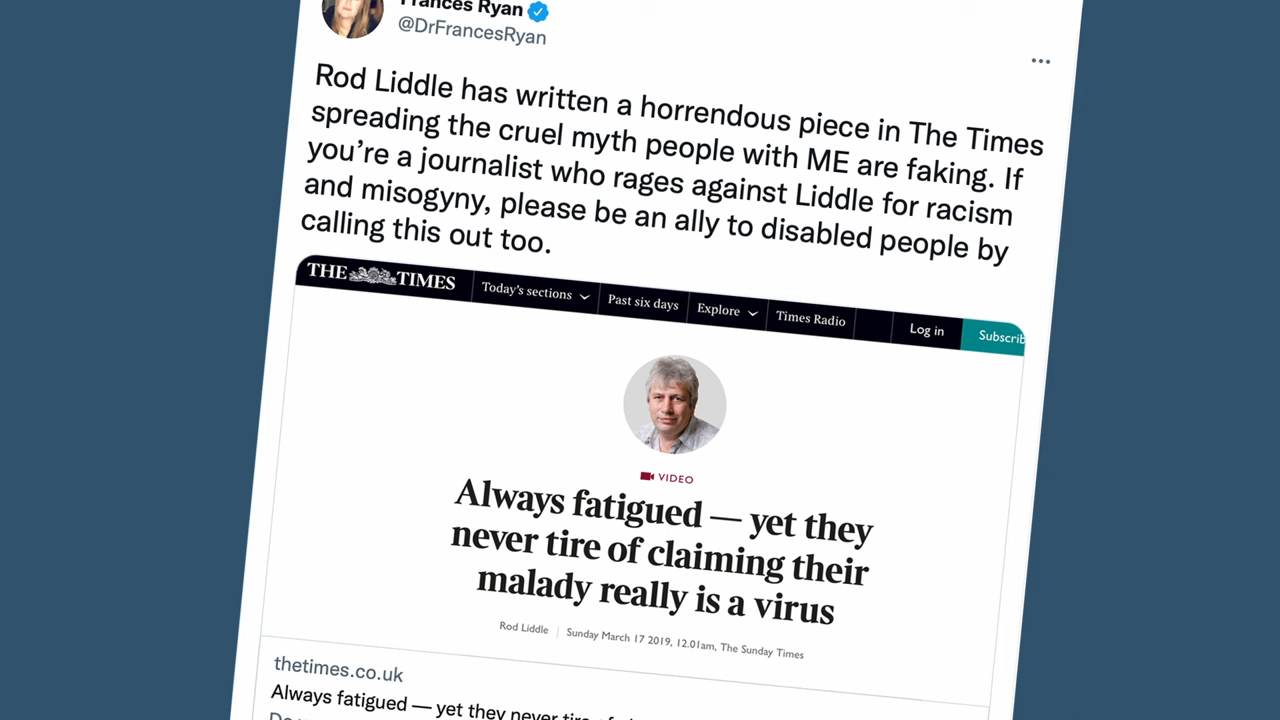 Frances Ryan
@DrFrancesRyan
Rod Liddle has written a horrendous piece in The Times
spreading the cruel myth people with ME are faking. If
you’re a journalist who rages against Liddle for racism
and misogyny, please be an ally to disabled people by
calling this out too.
THE TIMES
Today’s sections
Past six days
Explore
Times Radio
Log in
Subscrib
VIDEO
Always fatigued — yet they
never tire of claiming their
malady really is a virus
Rod Liddle | Sunday March 17 2019, 12.01am, The Sunday Times
thetimes.co.uk
Always fatigued — yet they never tire of